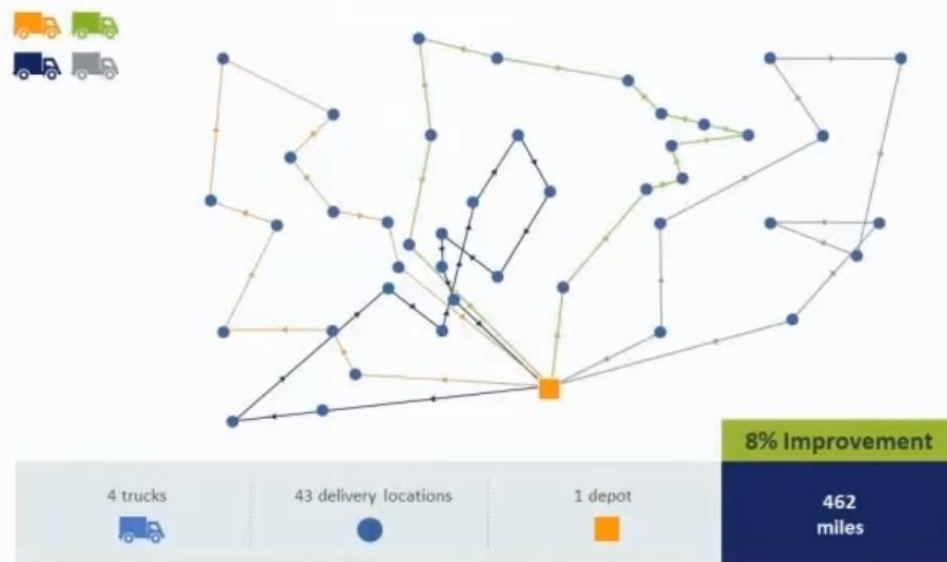 8% Improvement
4 trucks
43 delivery locations
1 depot
462
miles